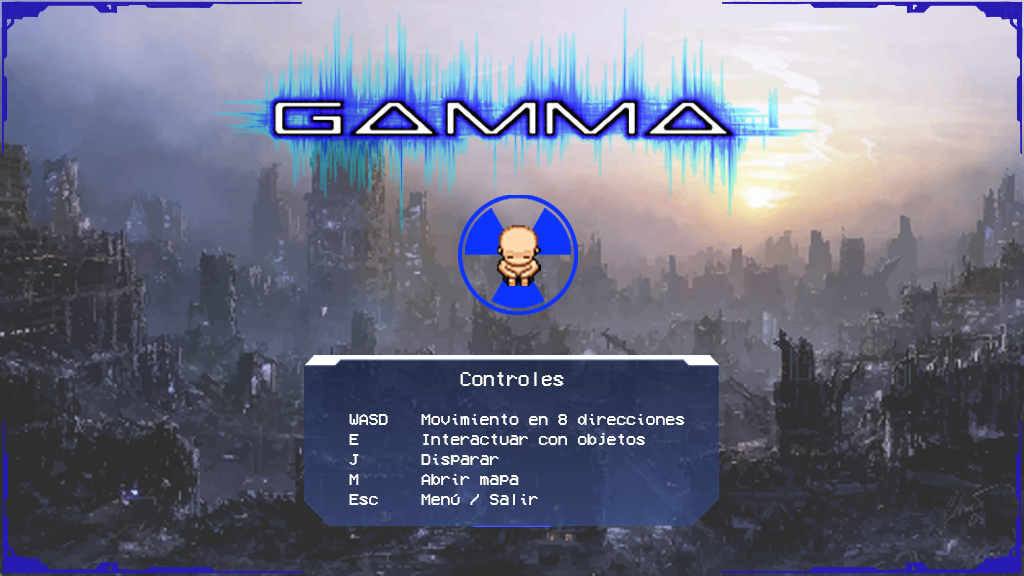 GAMMA
Controles
WASD Movimiento en 8 direcciones
E Interactuar con objetos
J Disparar
M Abrir mapa
Esc Menú / Salir